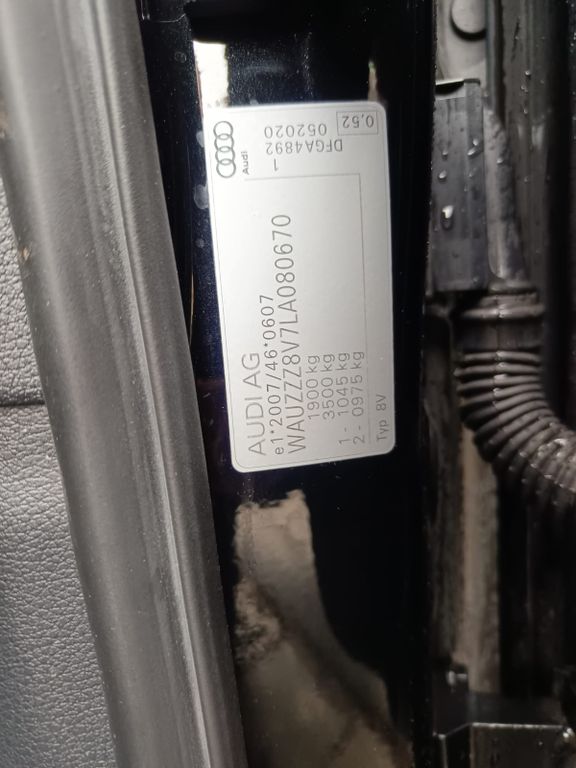 AUDI AG
e1*2007/46*0607
WAUZZZ8V7LA080670
1900 kg
3500 kg
1 - 1045 kg
2 - 0975 kg
Typ 8V
Audi
DFGA4892
1
052020
0,52